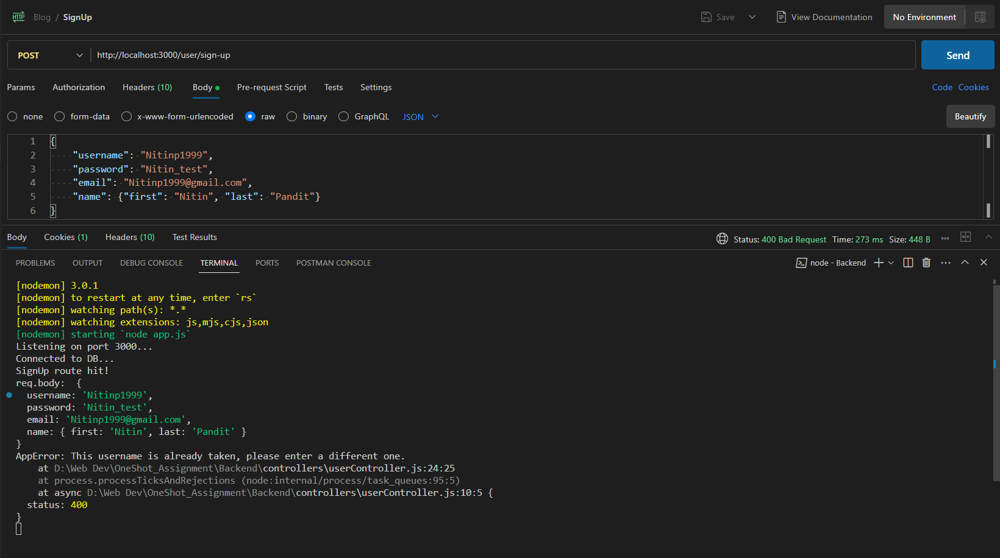 HTTP Blog / SignUp Save View Documentation No Environment
POST http://localhost:3000/user/sign-up Send
Params Authorization Headers (10) Body Pre-request Script Tests Settings Code Cookies
none form-data x-www-form-urlencoded raw binary GraphQL JSON Beautify
1 {
2 "username": "Nitinp1999",
3 "password": "Nitin_test",
4 "email": "Nitinp1999@gmail.com",
5 "name": {"first": "Nitin", "last": "Pandit"}
6 }
Body Cookies (1) Headers (10) Test Results Status: 400 Bad Request Time: 273 ms Size: 448 B
PROBLEMS OUTPUT DEBUG CONSOLE TERMINAL PORTS POSTMAN CONSOLE node - Backend
[nodemon] 3.0.1
[nodemon] to restart at any time, enter `rs`
[nodemon] watching path(s): *.*
[nodemon] watching extensions: js,mjs,cjs,json
[nodemon] starting `node app.js`
Listening on port 3000...
Connected to DB...
SignUp route hit!
req.body:  {
username: 'Nitinp1999',
password: 'Nitin_test',
email: 'Nitinp1999@gmail.com',
name: { first: 'Nitin', last: 'Pandit' }
}
AppError: This username is already taken, please enter a different one.
at D:\Web Dev\OneShot_Assignment\Backend\controllers\userController.js:24:25
at process.processTicksAndRejections (node:internal/process/task_queues:95:5)
at async D:\Web Dev\OneShot_Assignment\Backend\controllers\userController.js:10:5 {
status: 400
}